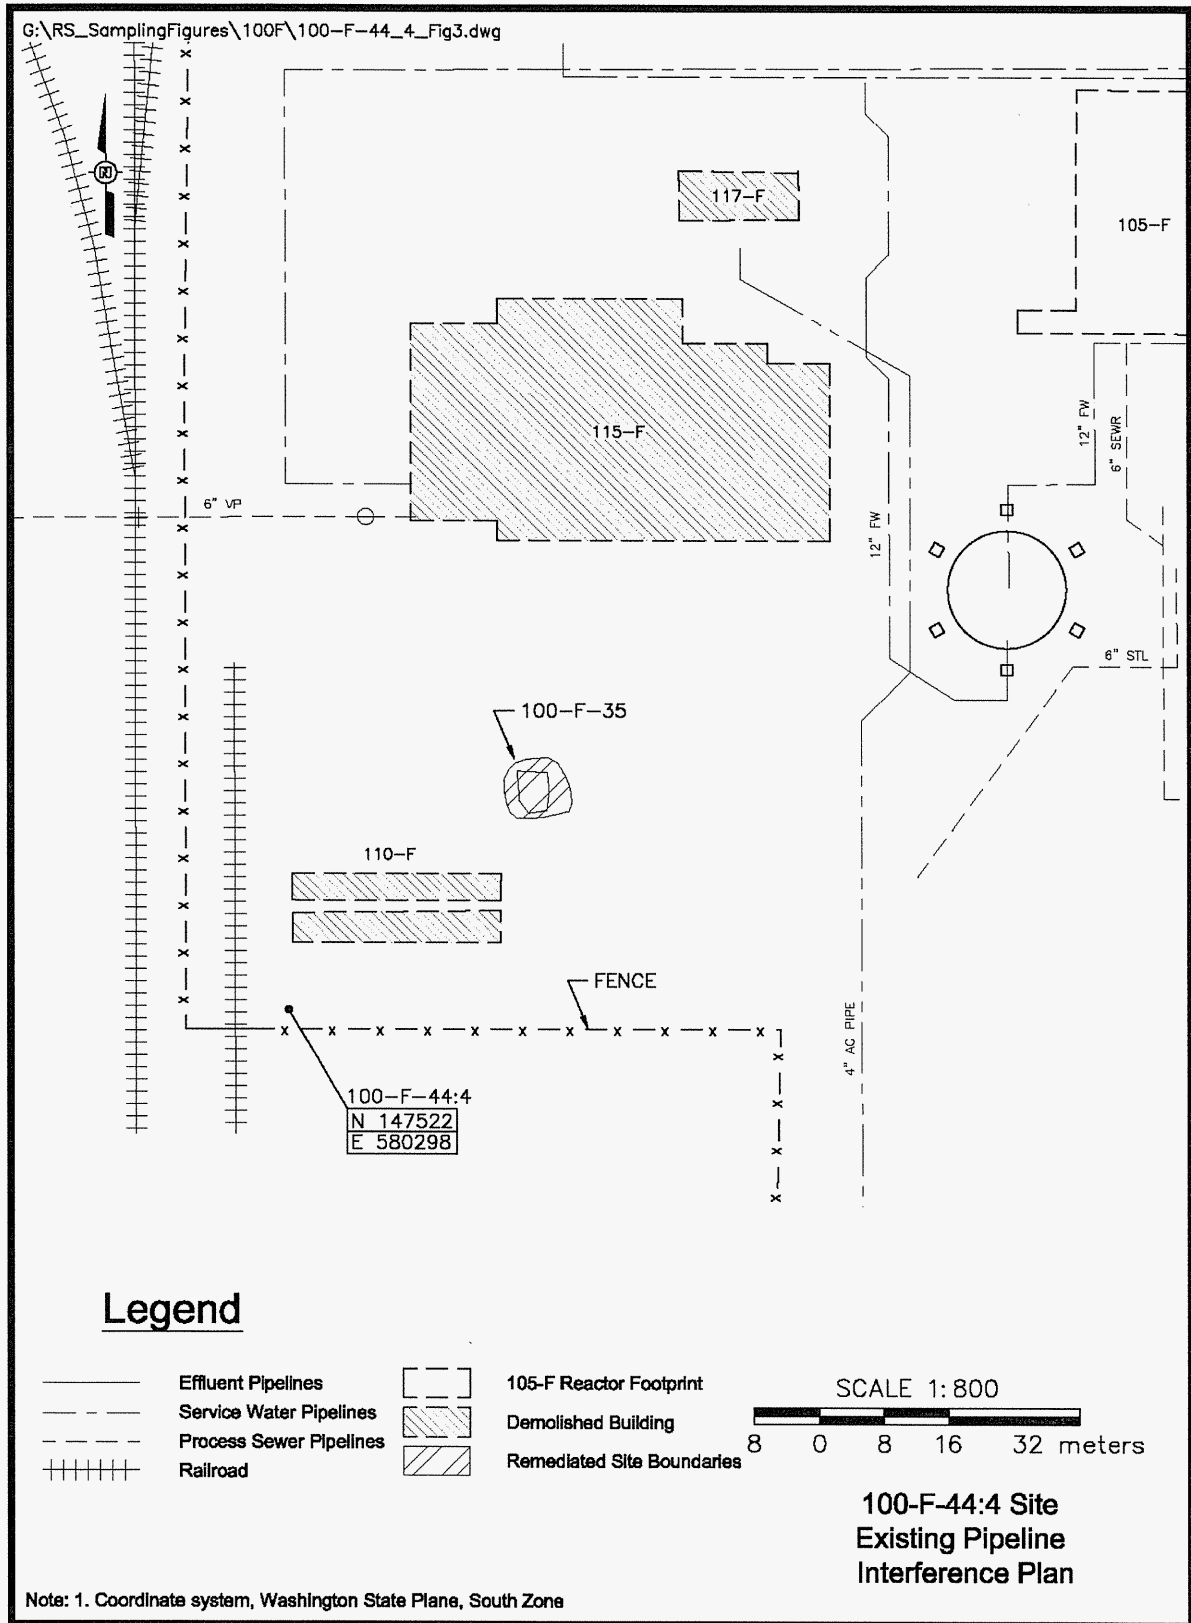 G:\RS_SamplingFigures\100F\100-F-44_4_Fig3.dwg
N
117-F
105-F
115-F
12" FW
6" SEWR
6" VP
12" FW
6" STL
100-F-35
110-F
FENCE
4" AC PIPE
100-F-44:4
N 147522
E 580298
Legend
Effluent Pipelines
Service Water Pipelines
Process Sewer Pipelines
Railroad
105-F Reactor Footprint
Demolished Building
Remediated Site Boundaries
SCALE 1:800
8 0 8 16 32 meters
100-F-44:4 Site
Existing Pipeline
Interference Plan
Note: 1. Coordinate system, Washington State Plane, South Zone